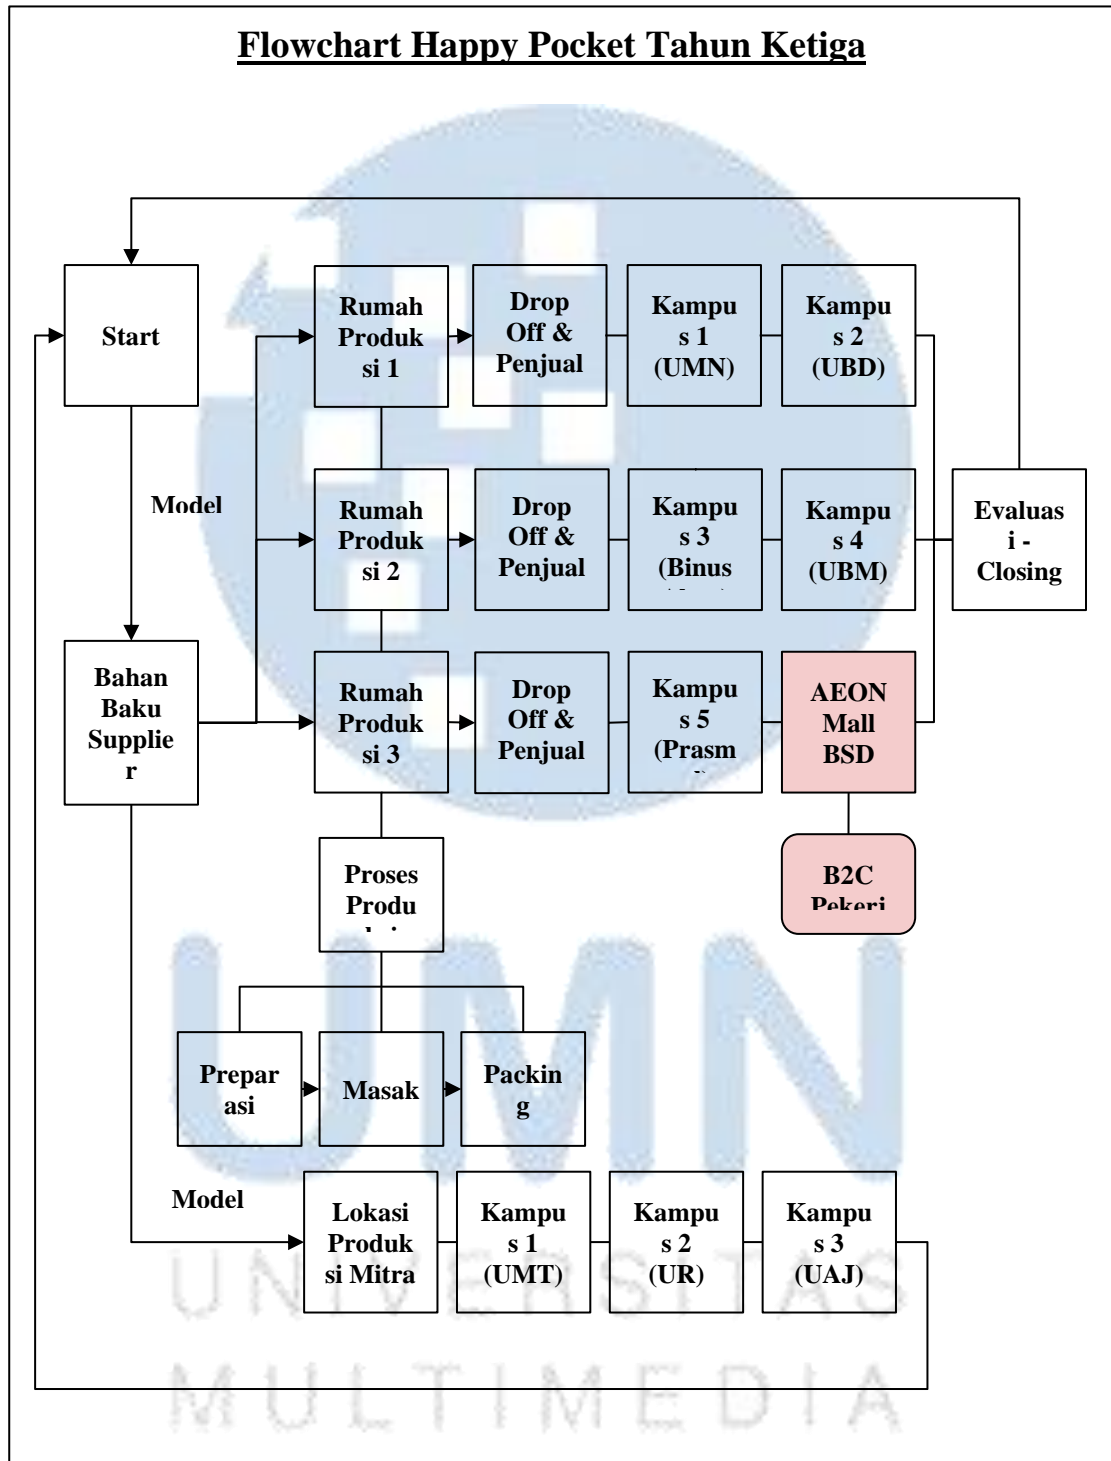 Flowchart Happy Pocket Tahun Ketiga
Start
Rumah
Produk
si 1
Drop
Off &
Penjual
Kampu
s 1
(UMN)
Kampu
s 2
(UBD)
Model
Rumah
Produk
si 2
Drop
Off &
Penjual
Kampu
s 3
(Binus
Kampu
s 4
(UBM)
Evaluas
i -
Closing
Bahan
Baku
Supplie
r
Rumah
Produk
si 3
Drop
Off &
Penjual
Kampu
s 5
(Prasm
AEON
Mall
BSD
Proses
Produ
B2C
Pekerj
Prepar
asi
Masak
Packin
g
Model
Lokasi
Produk
si Mitra
Kampu
s 1
(UMT)
Kampu
s 2
(UR)
Kampu
s 3
(UAJ)
UMN
UNIVERSITAS
MULTIMEDIA